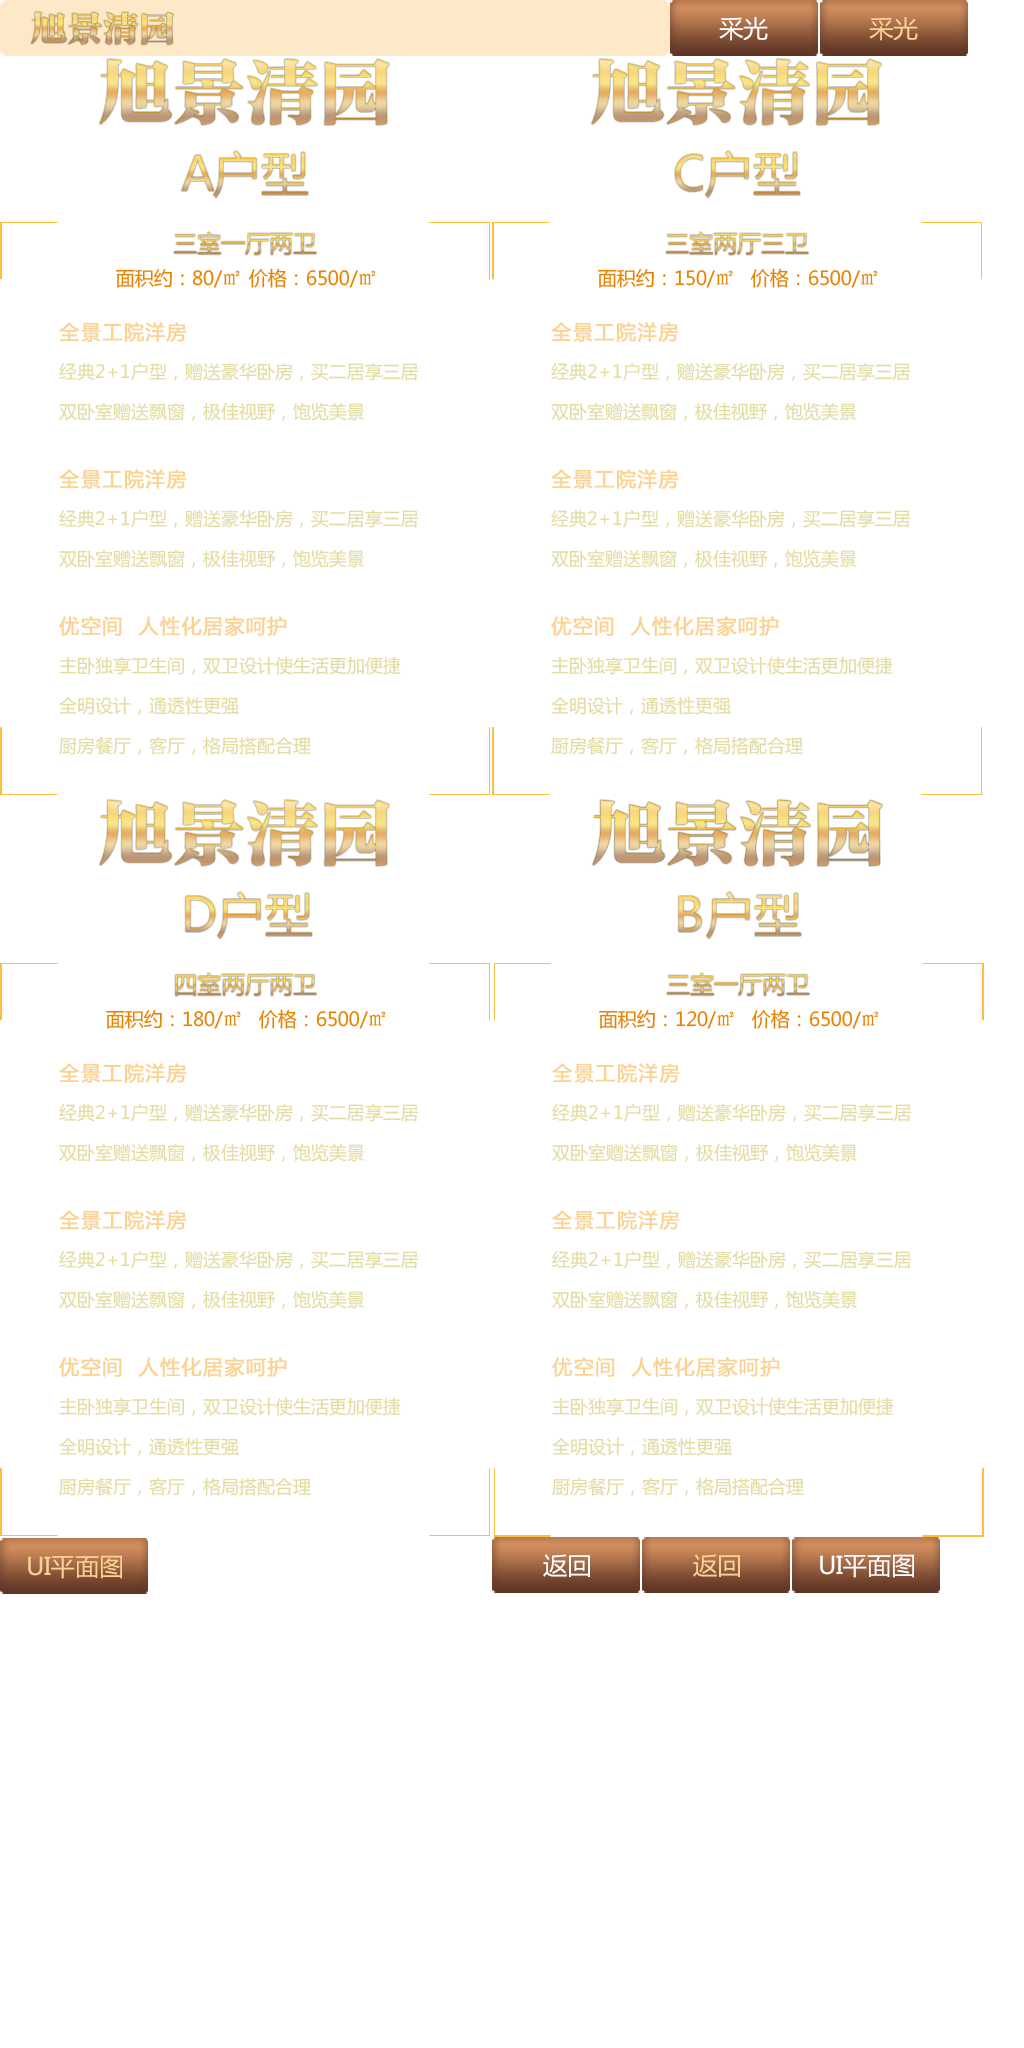 旭景清园
采光
采光
旭景清园
A户型
三室一厅两卫
面积约：80/㎡ 价格：6500/㎡
全景工院洋房
经典2+1户型，赠送豪华卧房，买二居享三居
双卧室赠送飘窗，极佳视野，饱览美景
全景工院洋房
经典2+1户型，赠送豪华卧房，买二居享三居
双卧室赠送飘窗，极佳视野，饱览美景
优空间 人性化居家呵护
主卧独享卫生间，双卫设计使生活更加便捷
全明设计，通透性更强
厨房餐厅，客厅，格局搭配合理
旭景清园
C户型
三室两厅三卫
面积约：150/㎡ 价格：6500/㎡
全景工院洋房
经典2+1户型，赠送豪华卧房，买二居享三居
双卧室赠送飘窗，极佳视野，饱览美景
全景工院洋房
经典2+1户型，赠送豪华卧房，买二居享三居
双卧室赠送飘窗，极佳视野，饱览美景
优空间 人性化居家呵护
主卧独享卫生间，双卫设计使生活更加便捷
全明设计，通透性更强
厨房餐厅，客厅，格局搭配合理
旭景清园
D户型
四室两厅两卫
面积约：180/㎡ 价格：6500/㎡
全景工院洋房
经典2+1户型，赠送豪华卧房，买二居享三居
双卧室赠送飘窗，极佳视野，饱览美景
全景工院洋房
经典2+1户型，赠送豪华卧房，买二居享三居
双卧室赠送飘窗，极佳视野，饱览美景
优空间 人性化居家呵护
主卧独享卫生间，双卫设计使生活更加便捷
全明设计，通透性更强
厨房餐厅，客厅，格局搭配合理
旭景清园
B户型
三室一厅两卫
面积约：120/㎡ 价格：6500/㎡
全景工院洋房
经典2+1户型，赠送豪华卧房，买二居享三居
双卧室赠送飘窗，极佳视野，饱览美景
全景工院洋房
经典2+1户型，赠送豪华卧房，买二居享三居
双卧室赠送飘窗，极佳视野，饱览美景
优空间 人性化居家呵护
主卧独享卫生间，双卫设计使生活更加便捷
全明设计，通透性更强
厨房餐厅，客厅，格局搭配合理
UI平面图
返回
返回
UI平面图